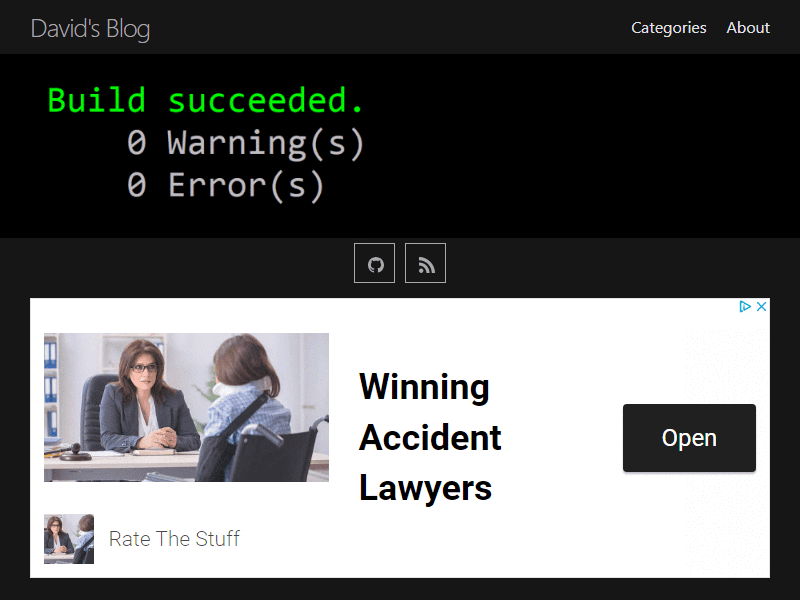 David's Blog
Categories About
Build succeeded.
0 Warning(s)
0 Error(s)
Winning
Accident
Lawyers
Open
Rate The Stuff